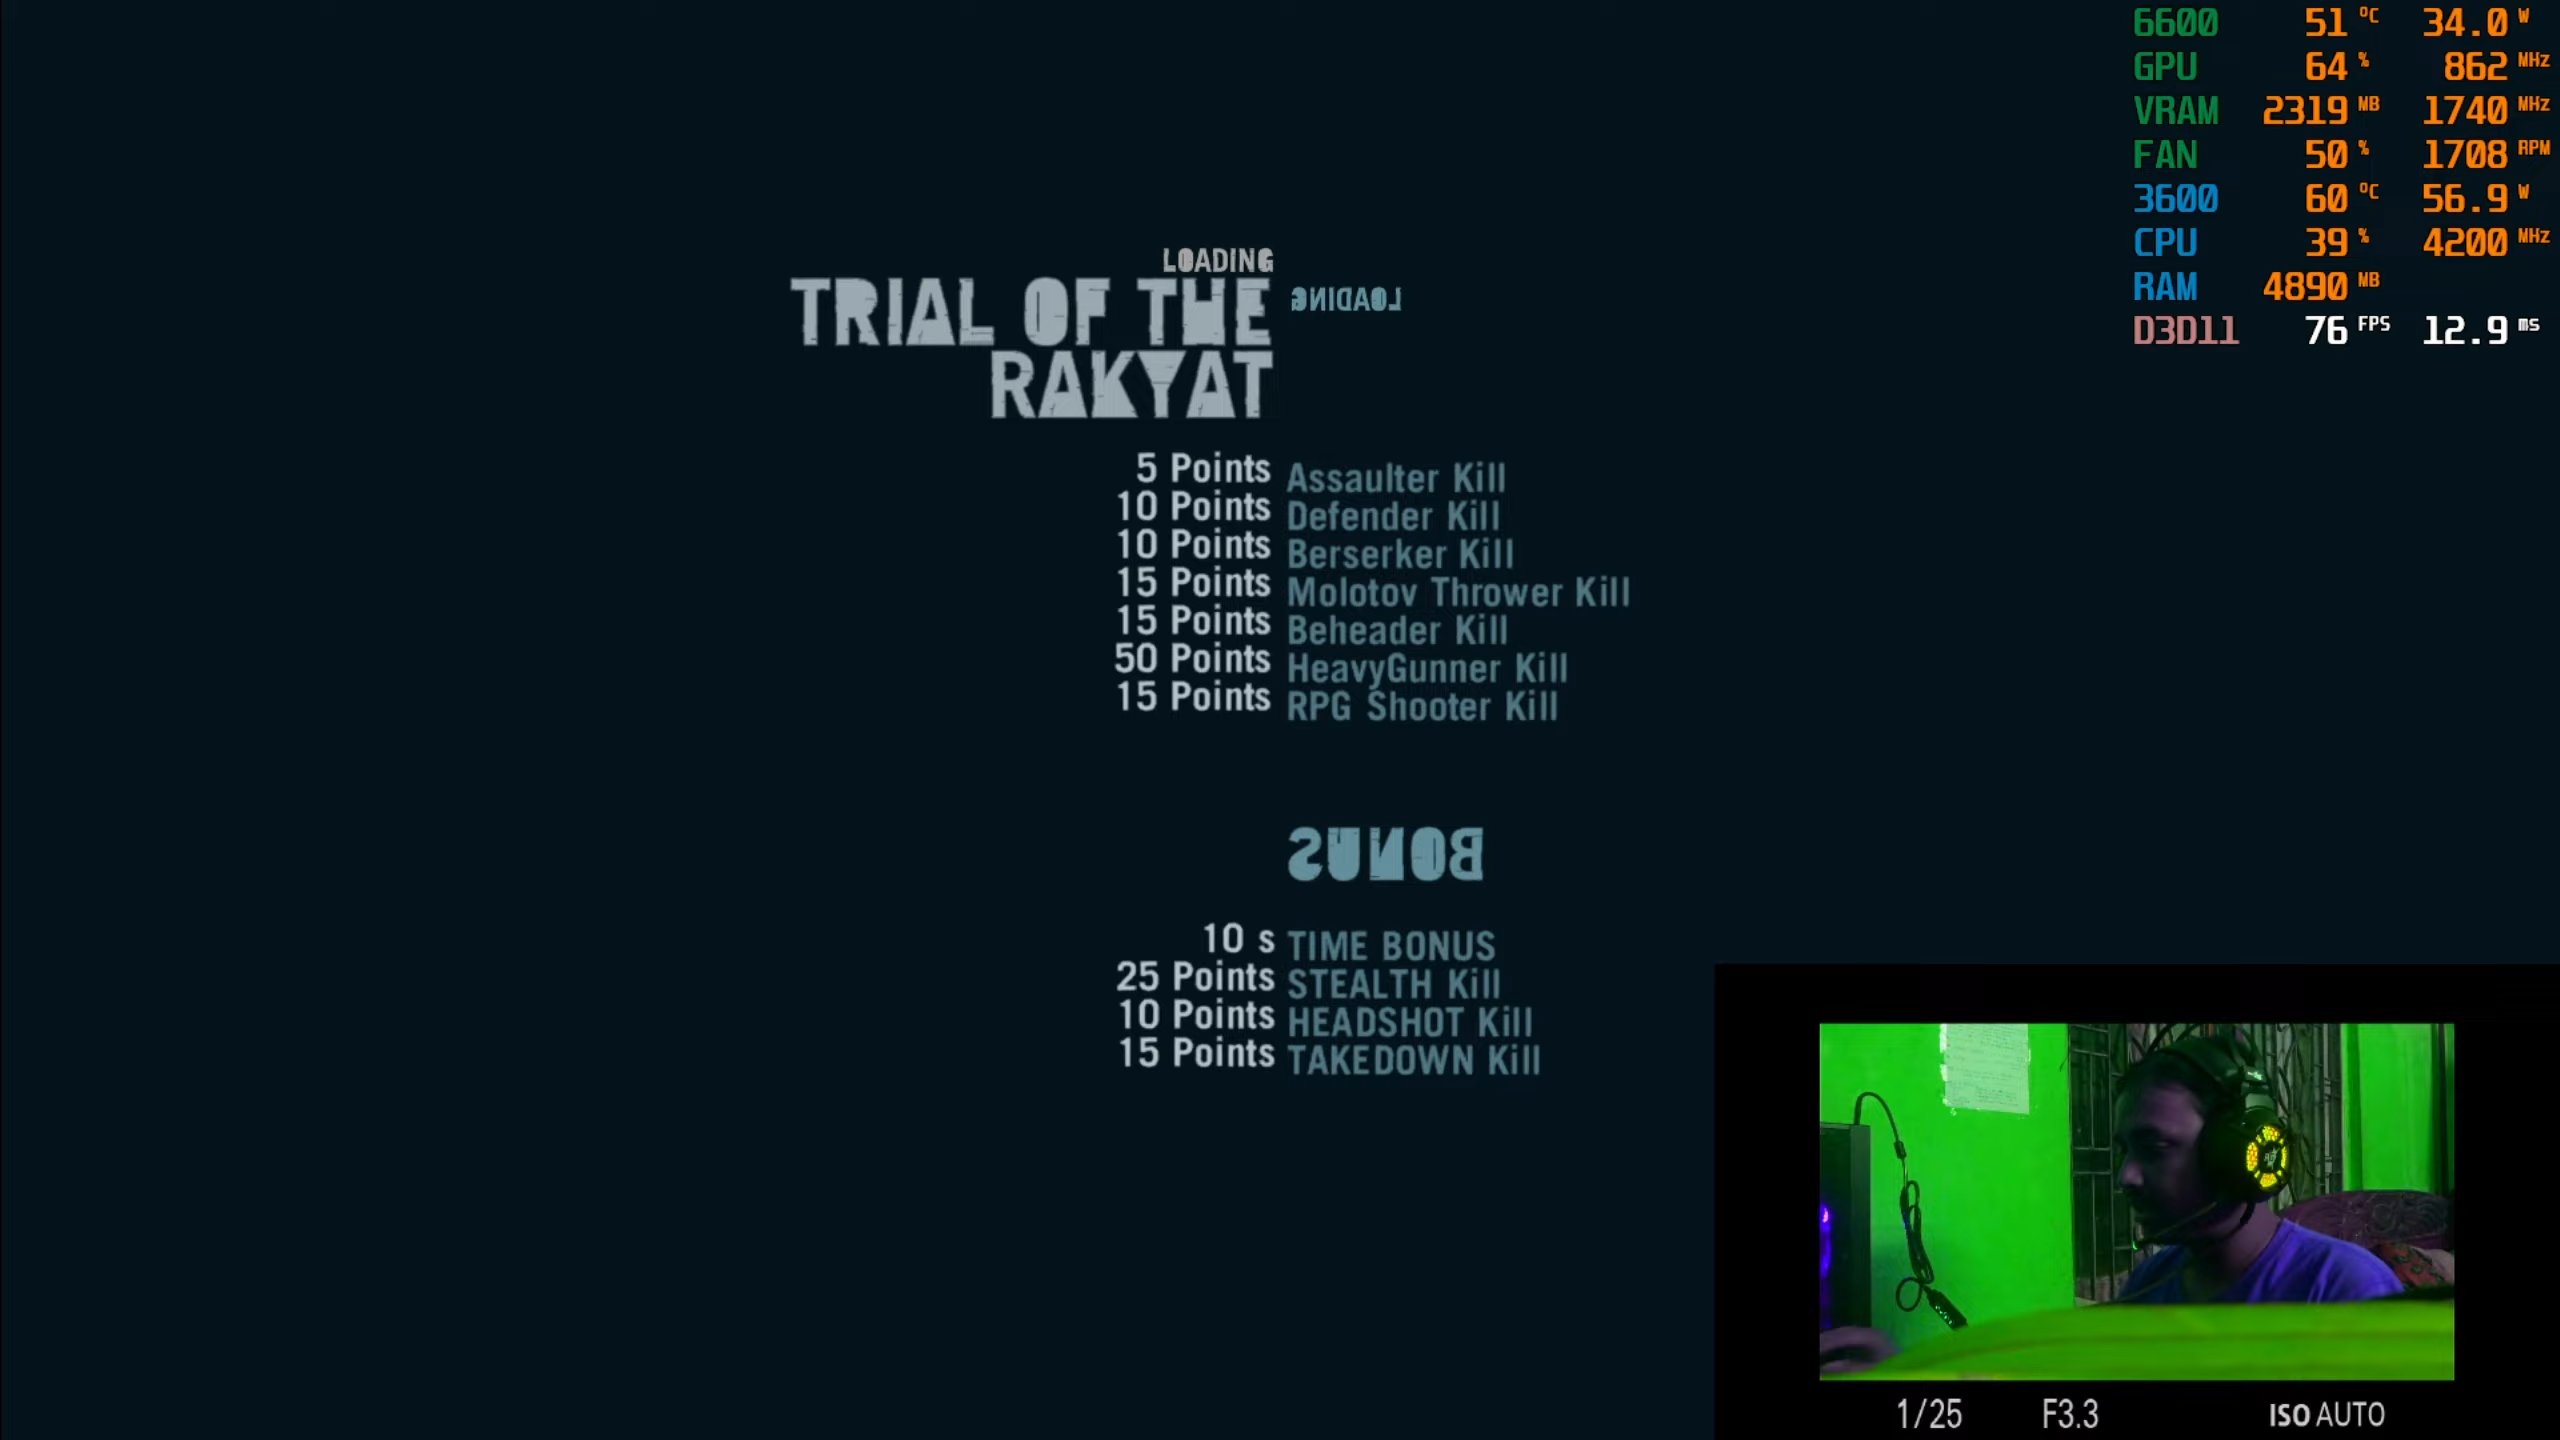 6600 51 °C 34.0 W
GPU 64 % 862 MHz
VRAM 2319 MB 1740 MHz
FAN 50 % 1708 RPM
3600 60 °C 56.9 W
CPU 39 % 4200 MHz
RAM 4890 MB
D3D11 76 FPS 12.9 ms
LOADING
TRIAL OF THE
RAKYAT
LOADING
5 Points Assaulter Kill
10 Points Defender Kill
10 Points Berserker Kill
15 Points Molotov Thrower Kill
15 Points Beheader Kill
50 Points HeavyGunner Kill
15 Points RPG Shooter Kill
BONUS
10 s TIME BONUS
25 Points STEALTH Kill
10 Points HEADSHOT Kill
15 Points TAKEDOWN Kill
1/25 F3.3 ISO AUTO